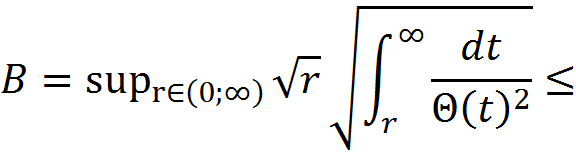 B = sup_{r∈(0;∞)} √r √(∫_r^∞ dt/Θ(t)²) ≤